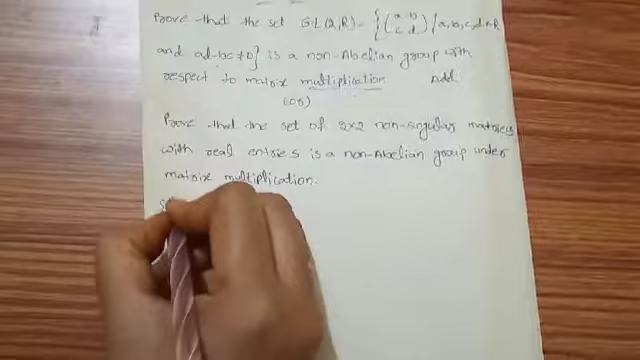 Prove that the set GL(2,R) = {(a b c d) / a,b,c,d ∈ R
and ad-bc≠0} is a non-Abelian group with
respect to matrix multiplication Add
(or)
Prove that the set of 2x2 non-singular matrices
with real entries is a non-Abelian group under
matrix multiplication.